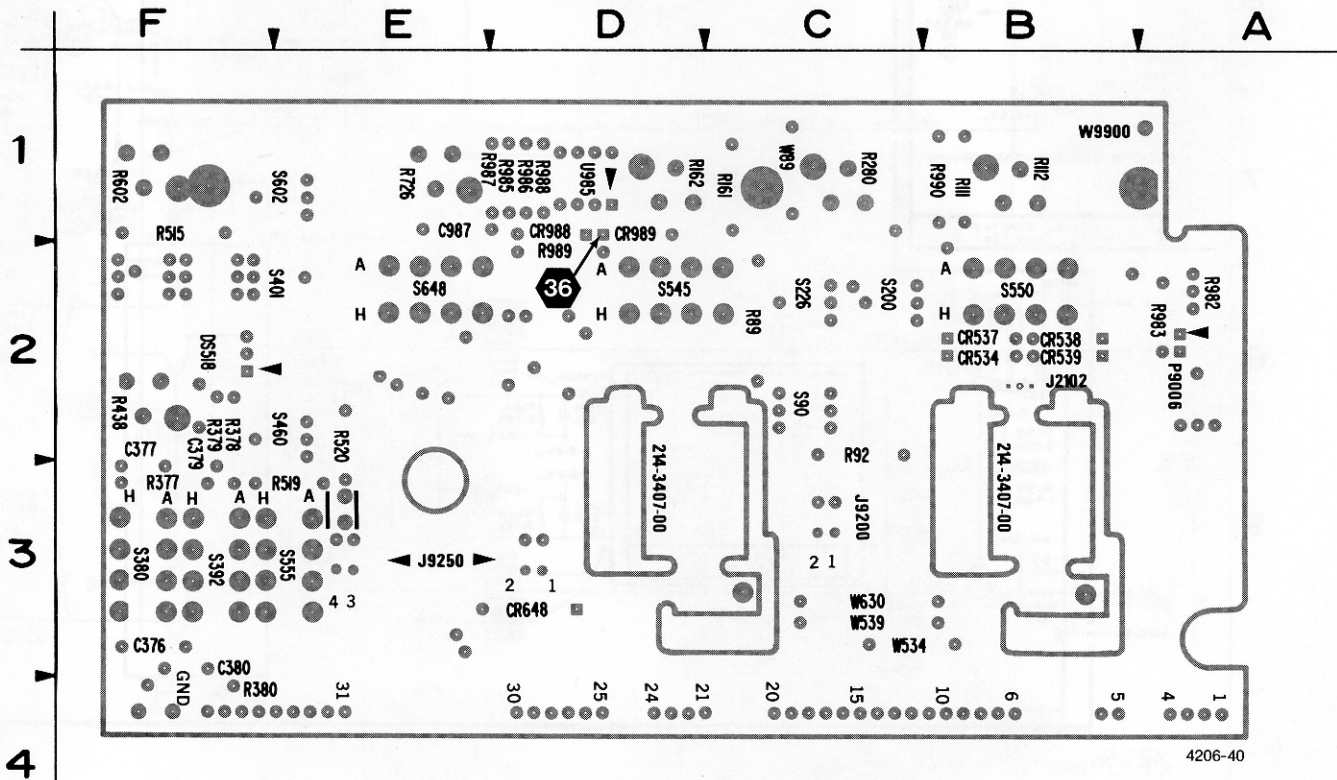 F E D C B A
1
W9900
R602
S602
R726
R987
R985
R986
R988
U985
R162
R161
W89
R280
R990
R111
R112
R515
C987
CR988
CR989
R989
S401
A
S648
H
36
A
S545
H
R89
S226
S200
A
S550
H
R982
R983
2
DS518
CR537
CR538
CR534
CR539
J2102
P9006
R438
C377
C379
R379
R378
S460
R520
S90
R92
R377
R519
H A H A H A
214-3407-00
214-3407-00
J9200
2 1
3
S380
S392
S555
J9250
4 3
2 1
CR648
W630
W539
W534
C376
C380
GND
R380
31
30
25
24
21
20
15
10
6
5
4
1
4
4206-40